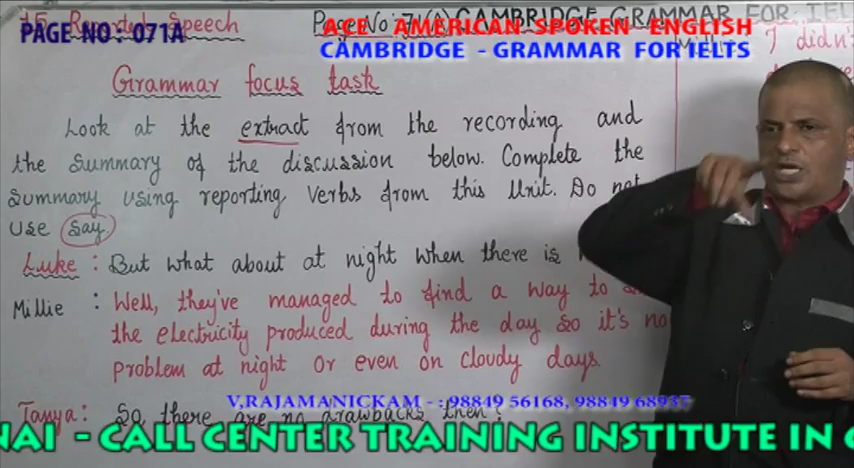 15. Reported Speech Page No: 71(A) CAMBRIDGE GRAMMAR FOR IEL
PAGE NO : 071A
ACE AMERICAN SPOKEN ENGLISH
CAMBRIDGE - GRAMMAR FOR IELTS
I didn't
Grammar focus task
Look at the extract from the recording and
the summary of the discussion below. Complete the
summary using reporting verbs from this Unit. Do not
use say.
Luke : But what about at night when there is
Millie : Well, they've managed to find a way to
the electricity produced during the day so it's no
problem at night or even on cloudy days.
V,RAJAMANICKAM - : 98849 56168, 98849 68937
Tanya : So, there are no drawbacks then?
NAI - CALL CENTER TRAINING INSTITUTE IN C